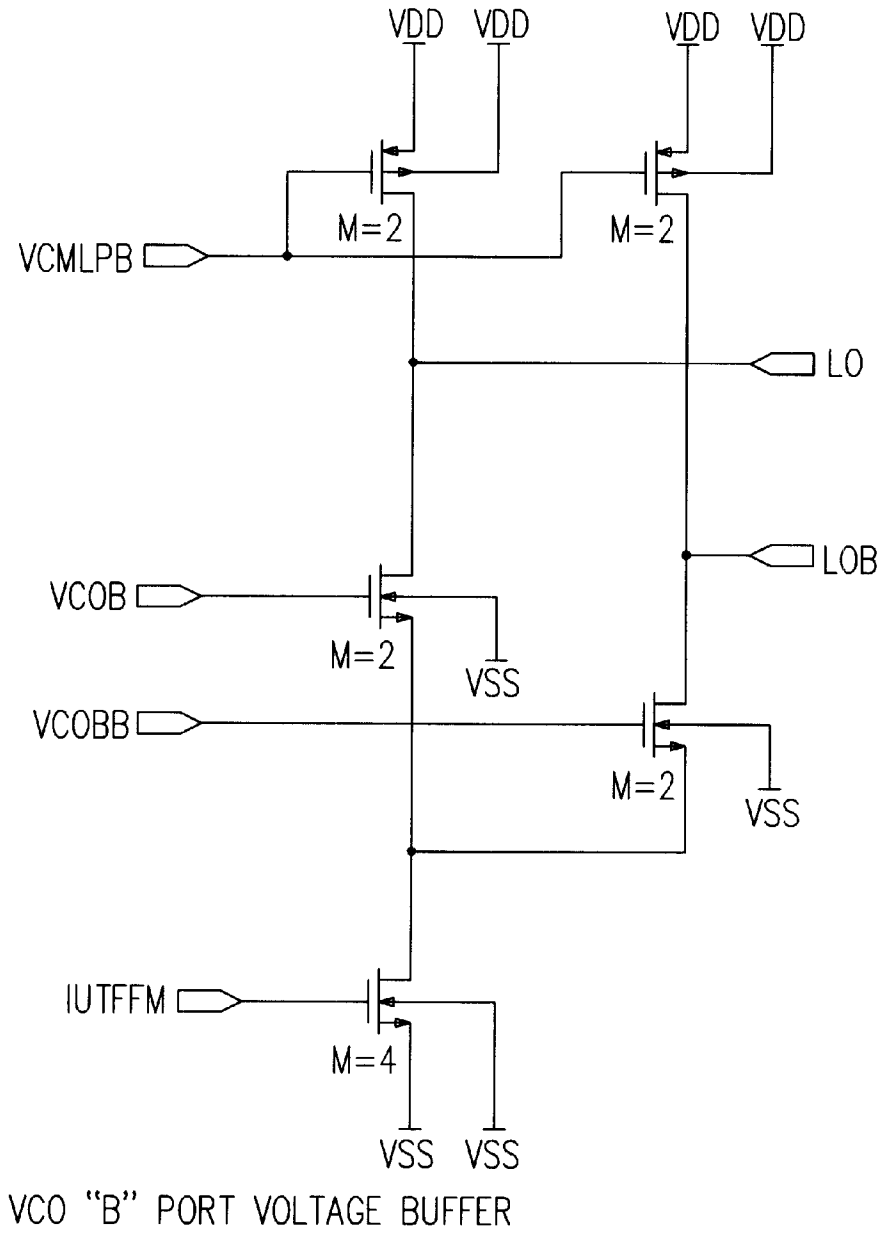 VDD VDD VDD VDD
M=2 M=2
VCMLPB
LO
LOB
VCOB
M=2
VSS
VCOBB
M=2
VSS
IUTFFM
M=4
VSS VSS
VCO "B" PORT VOLTAGE BUFFER